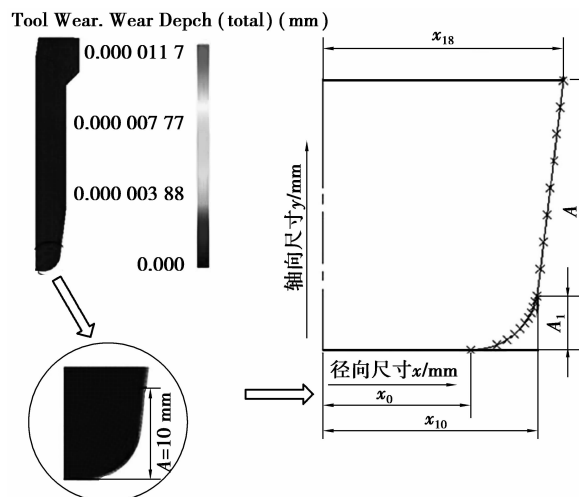 Tool Wear. Wear Depch (total) (mm)
0.000 011 7
0.000 007 77
0.000 003 88
0.000
A=10 mm
x18
轴向尺寸y/mm
A
A1
径向尺寸x/mm
x0
x10